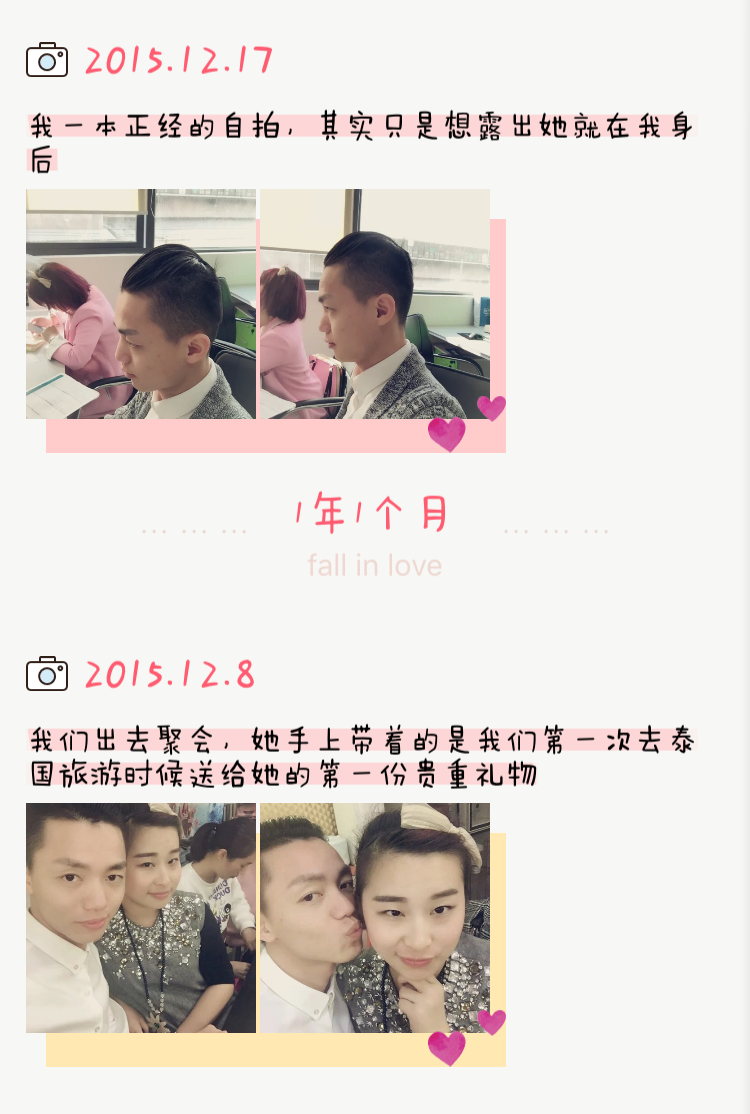 2015.12.17
我一本正经的自拍，其实只是想露出她就在我身
后
... ... ... 1年1个月 ... ... ...
fall in love
2015.12.8
我们出去聚会，她手上带着的是我们第一次去泰
国旅游时候送给她的第一份贵重礼物